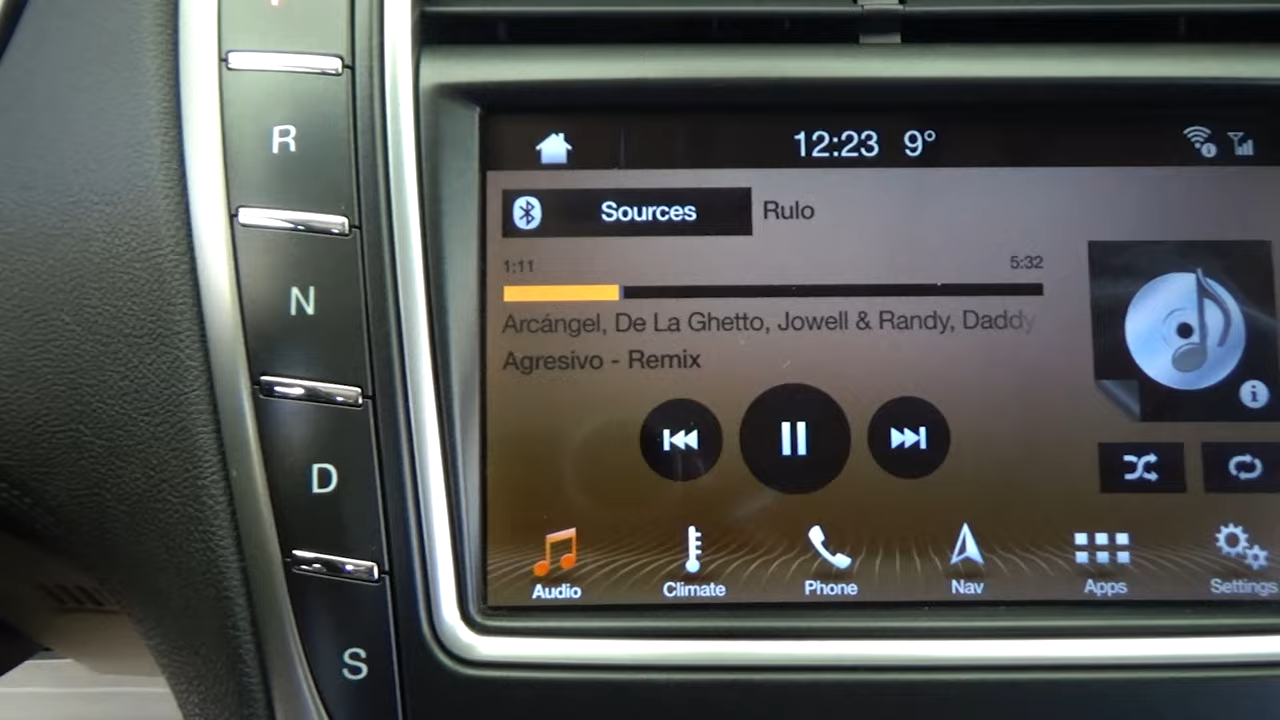 R
N
D
S
12:23 9°
Sources Rulo
1:11 5:32
Arcángel, De La Ghetto, Jowell & Randy, Daddy
Agresivo - Remix
Audio Climate Phone Nav Apps Settings